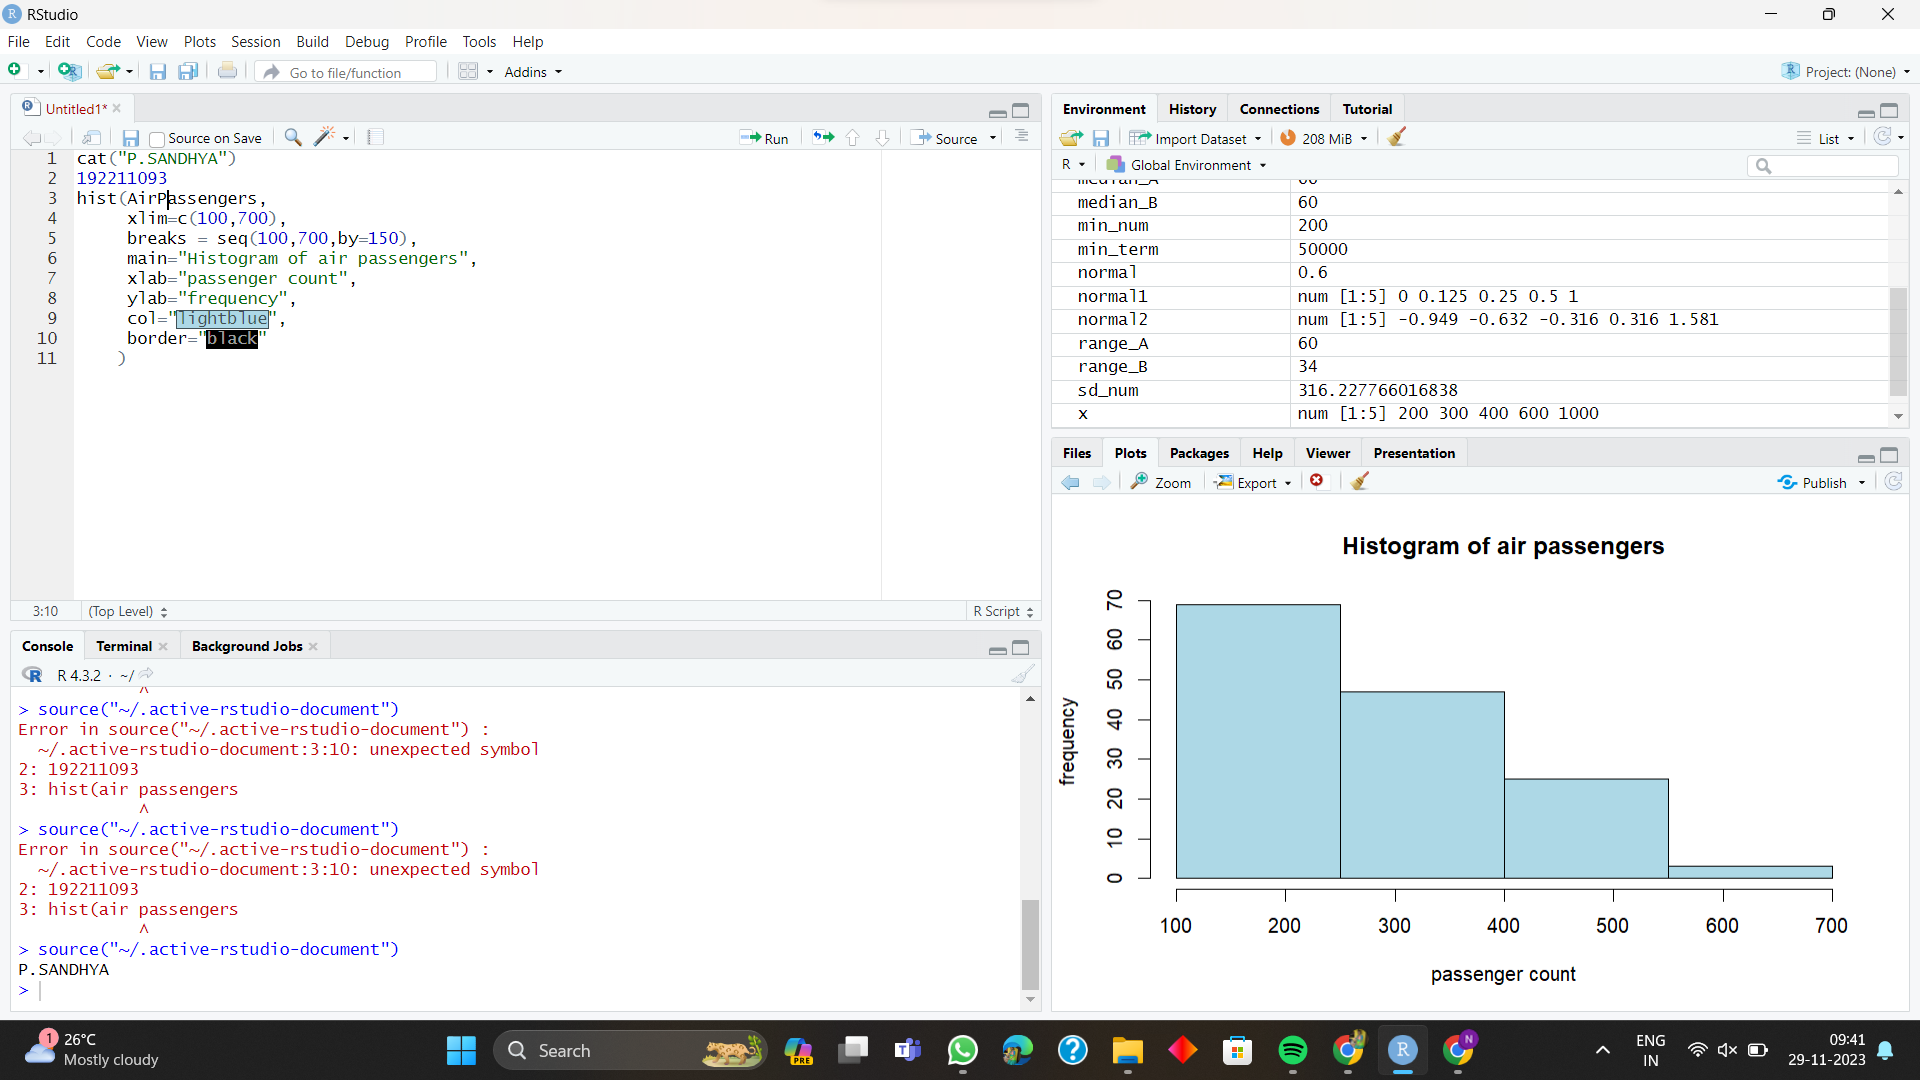 RStudio
File Edit Code View Plots Session Build Debug Profile Tools Help
Go to file/function Addins Project: (None)
Untitled1*
Source on Save Run Source
1 cat("P.SANDHYA")
2 192211093
3 hist(AirPassengers,
4 xlim=c(100,700),
5 breaks = seq(100,700,by=150),
6 main="Histogram of air passengers",
7 xlab="passenger count",
8 ylab="frequency",
9 col="lightblue",
10 border="black"
11 )
3:10 (Top Level) R Script
Console Terminal Background Jobs
R 4.3.2 · ~/
^
> source("~/.active-rstudio-document")
Error in source("~/.active-rstudio-document") :
~/.active-rstudio-document:3:10: unexpected symbol
2: 192211093
3: hist(air passengers
^
> source("~/.active-rstudio-document")
Error in source("~/.active-rstudio-document") :
~/.active-rstudio-document:3:10: unexpected symbol
2: 192211093
3: hist(air passengers
^
> source("~/.active-rstudio-document")
P.SANDHYA
>
Environment History Connections Tutorial
Import Dataset 208 MiB List
R Global Environment
median_B 60
min_num 200
min_term 50000
normal 0.6
normal1 num [1:5] 0 0.125 0.25 0.5 1
normal2 num [1:5] -0.949 -0.632 -0.316 0.316 1.581
range_A 60
range_B 34
sd_num 316.227766016838
x num [1:5] 200 300 400 600 1000
Files Plots Packages Help Viewer Presentation
Zoom Export Publish
Histogram of air passengers
frequency
70
60
50
40
30
20
10
0
100 200 300 400 500 600 700
passenger count
1 26°C
Mostly cloudy
Search
PRE
ENG
IN
09:41
29-11-2023